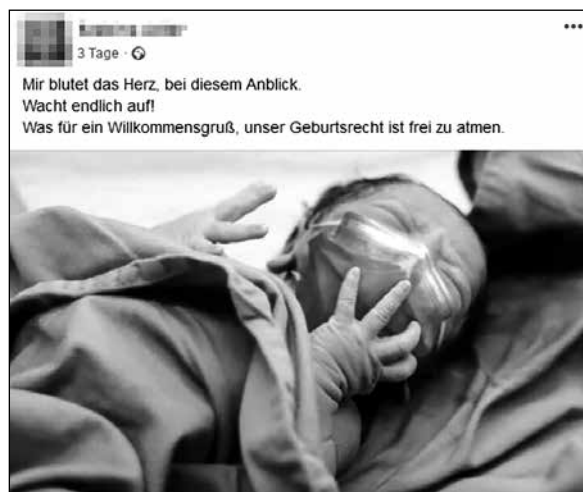 3 Tage ·
Mir blutet das Herz, bei diesem Anblick.
Wacht endlich auf!
Was für ein Willkommensgruß, unser Geburtsrecht ist frei zu atmen.